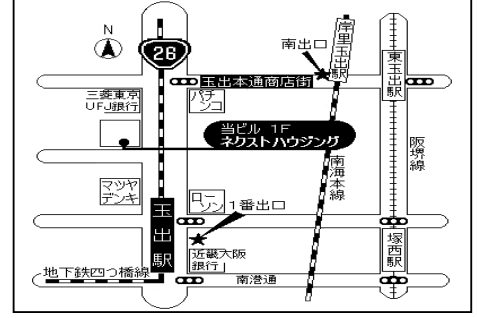 N
26
南出口
岸里玉出駅
東玉出駅
玉出本通商店街
三菱東京
UFJ銀行
パチ
ンコ
当ビル 1F
ネクストハウジング
阪堺線
南海本線
マツヤ
デンキ
ロー
ソン
1番出口
玉出駅
近畿大阪
銀行
塚西駅
地下鉄四つ橋線
南港通